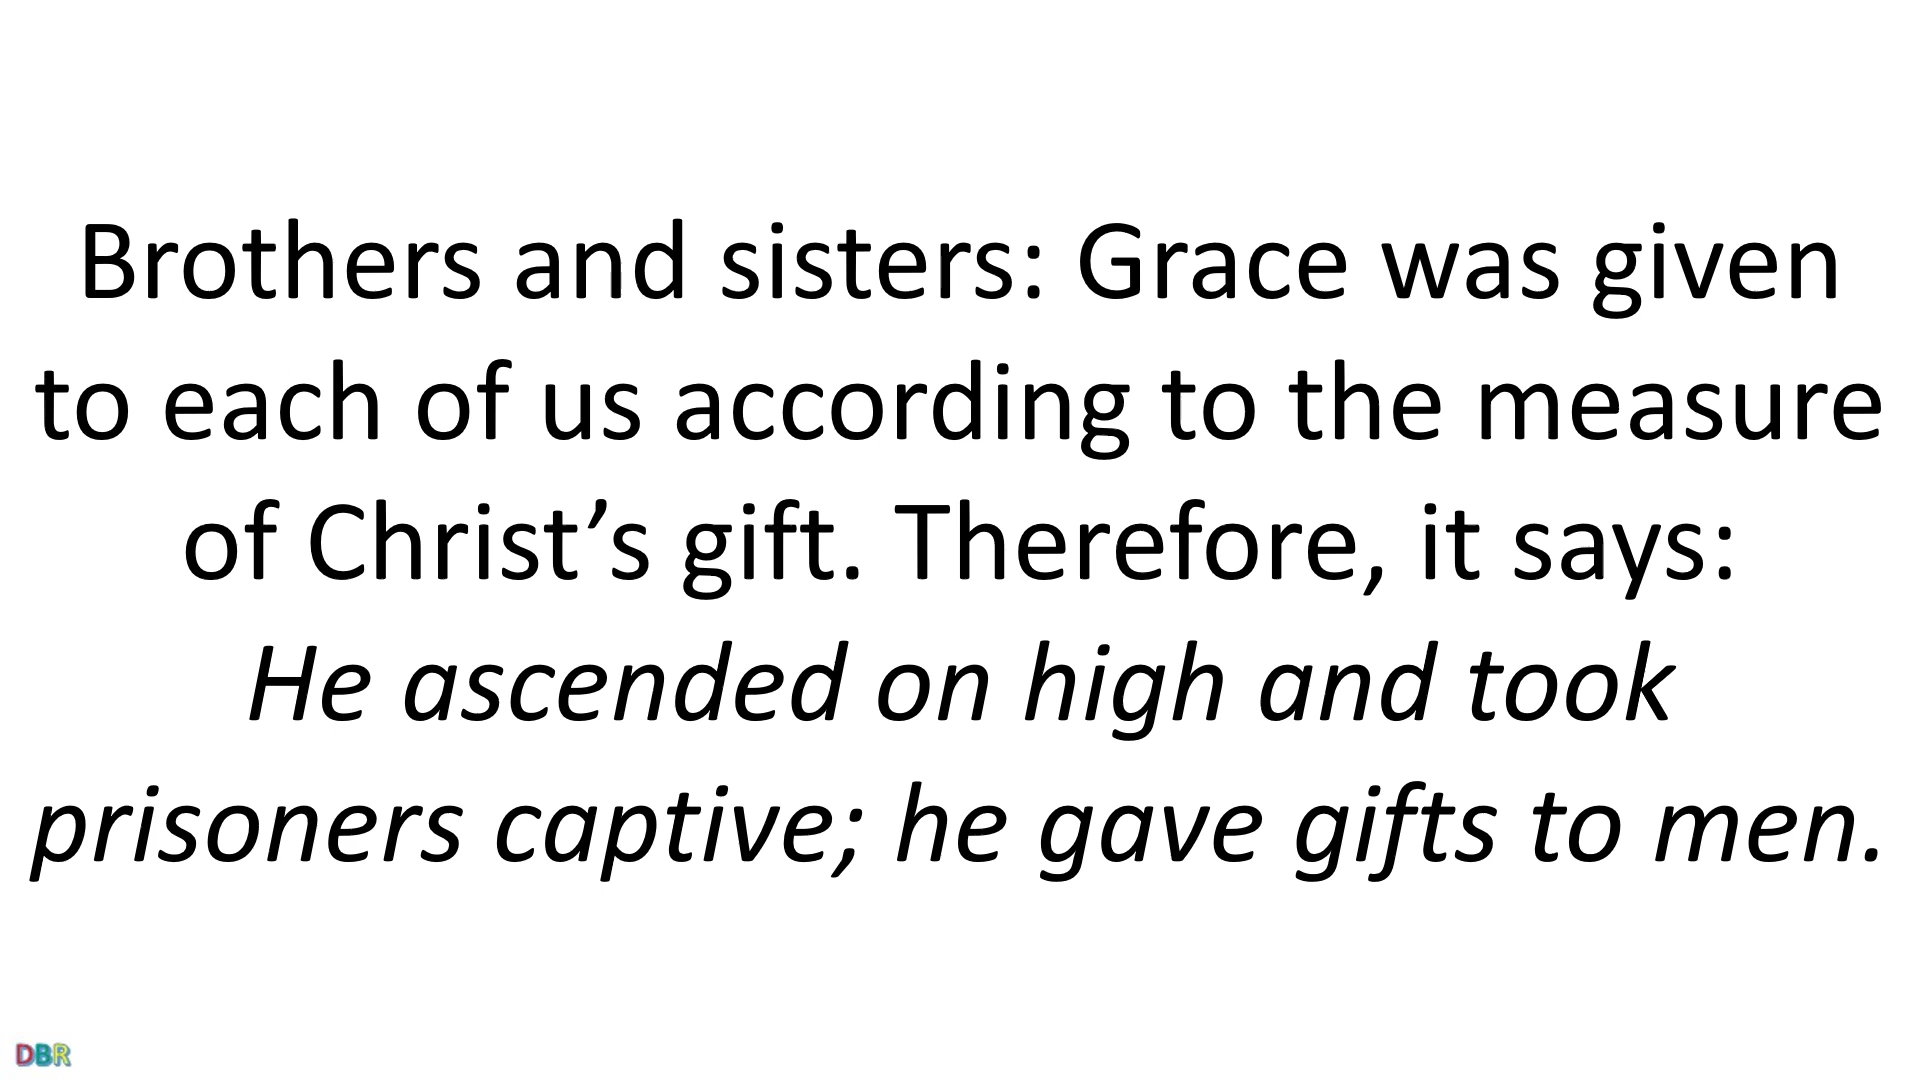 Brothers and sisters: Grace was given
to each of us according to the measure
of Christ’s gift. Therefore, it says:
He ascended on high and took
prisoners captive; he gave gifts to men.
DBR